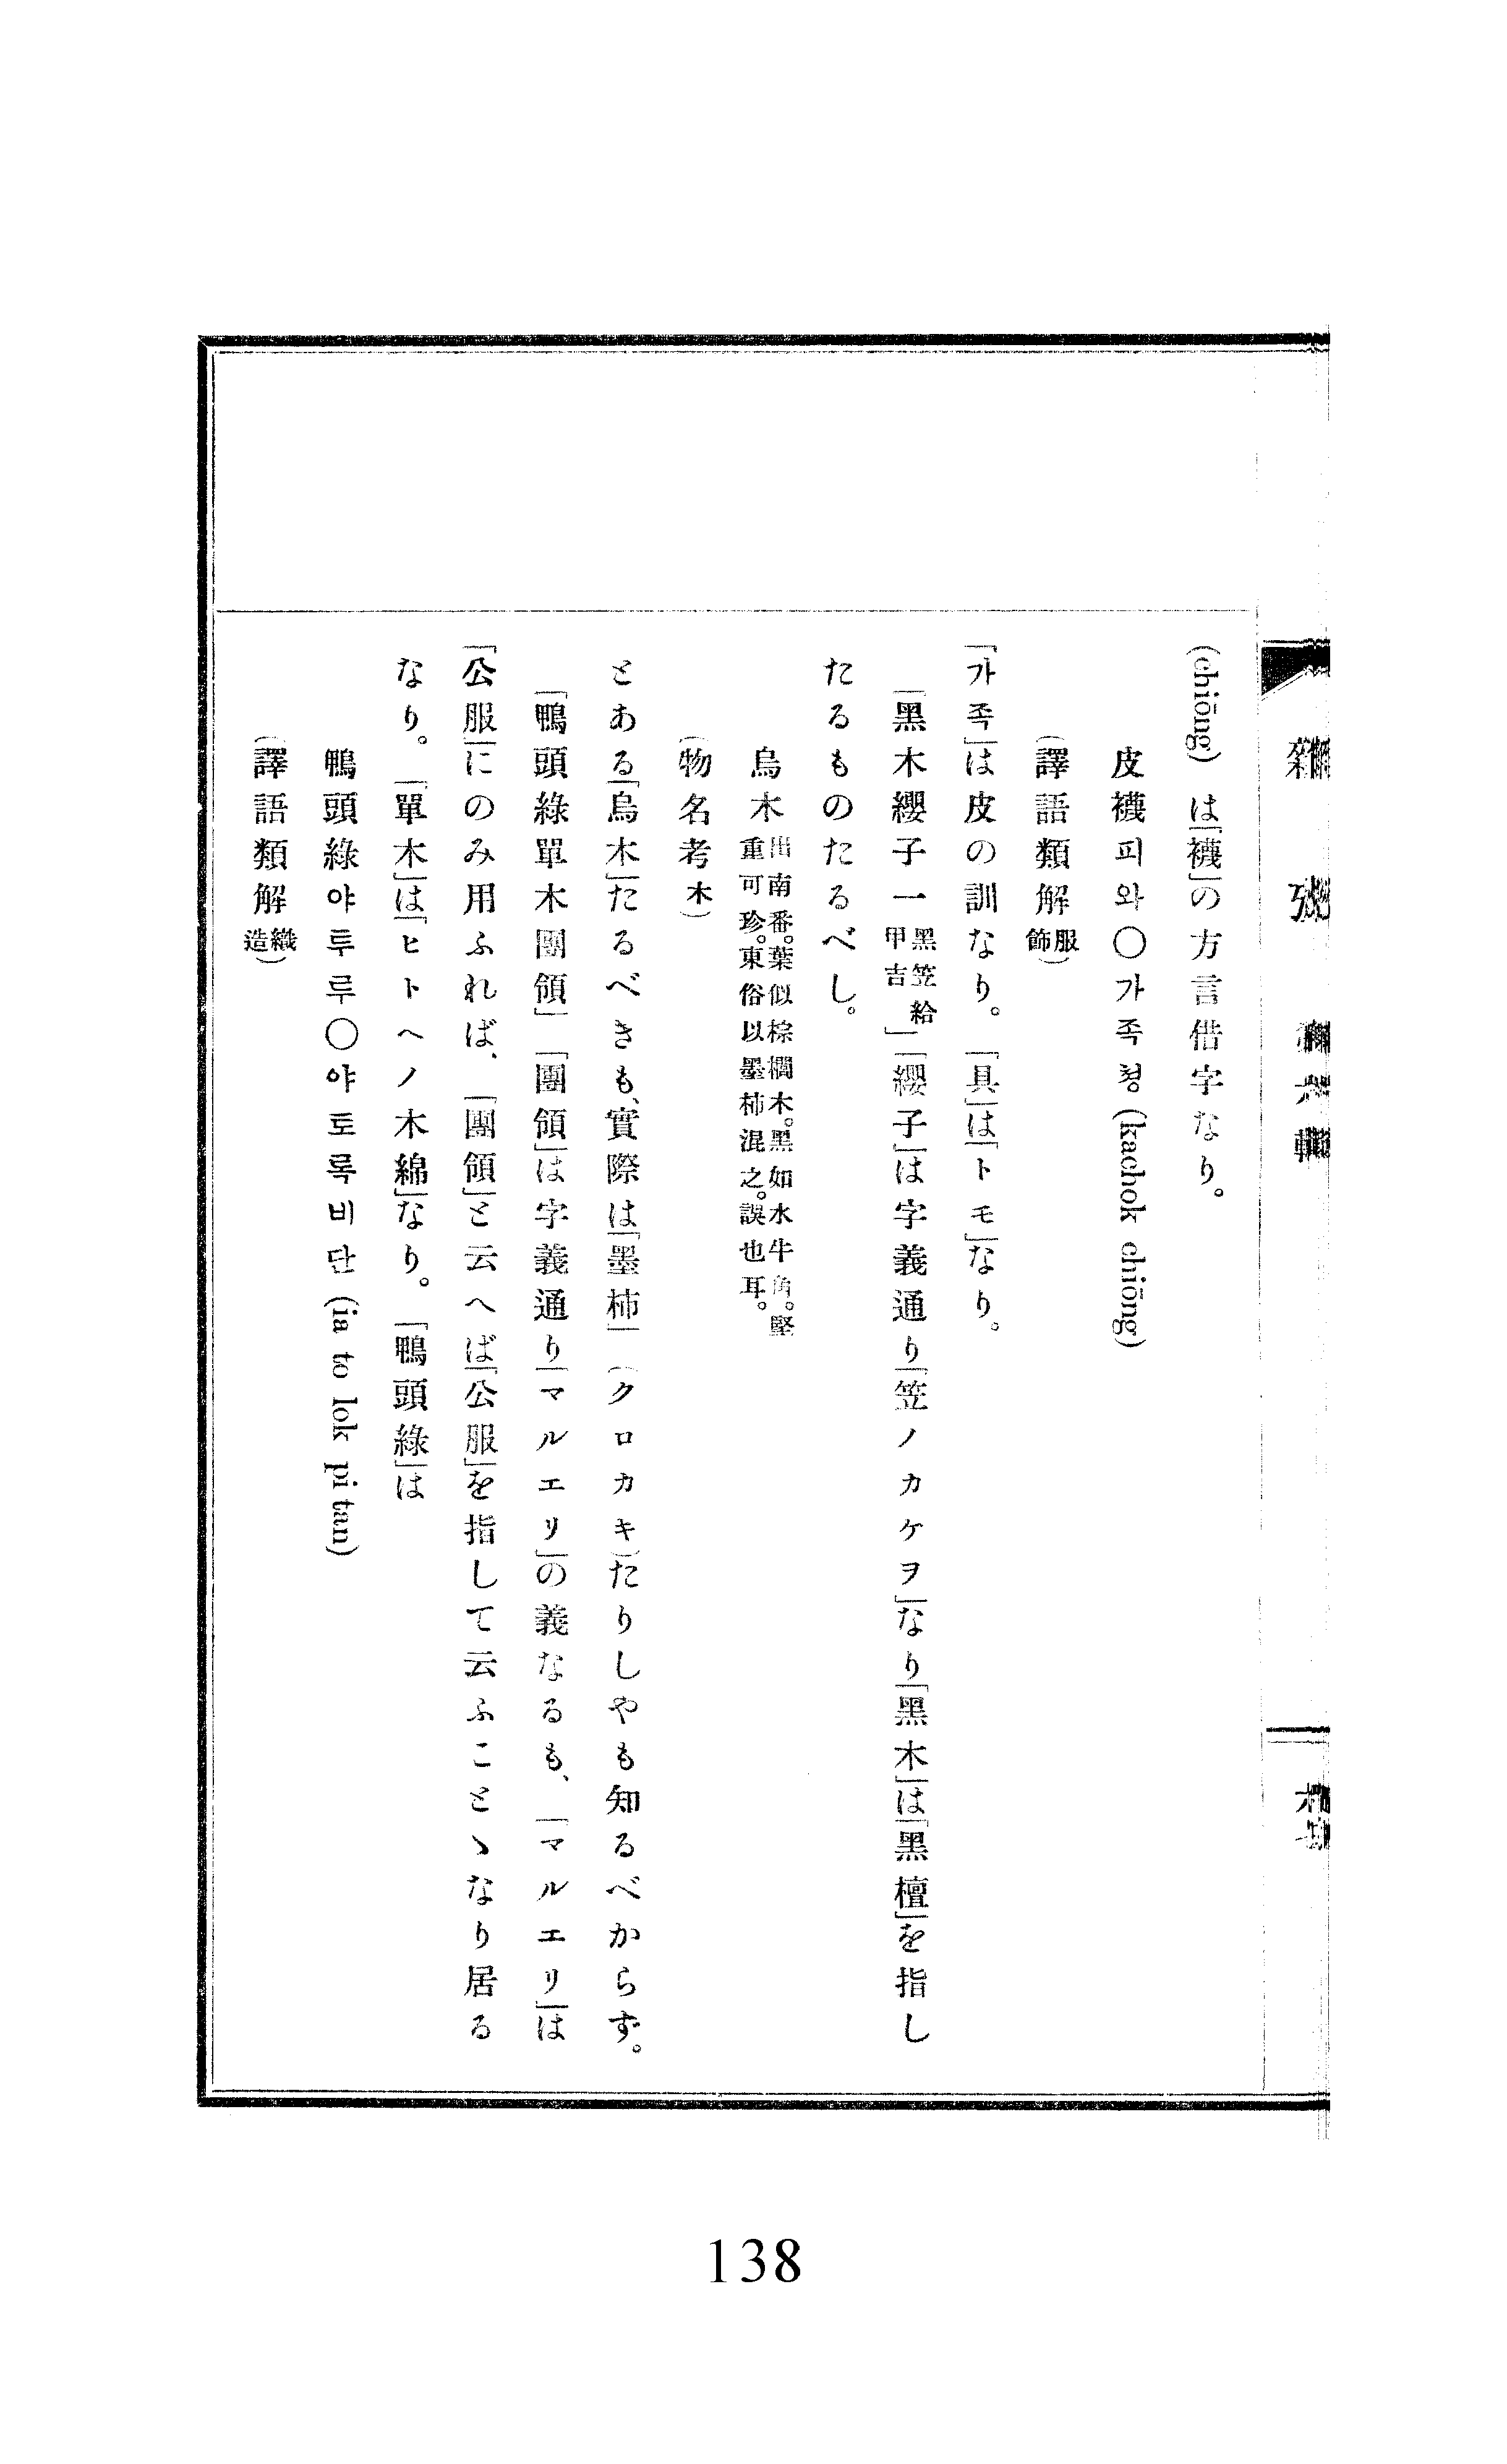 (chiŏng) は「襪」の方言借字なり。
皮襪 피와〇가족청 (kachok chiŏng)
(譯語類解 服飾)
「가족」は皮の訓なり。「具」は「トモ」なり。
「黑木纓子一 黑笠給甲吉」「纓子」は字義通り「笠ノカケヲ」なり「黑木」は「黑檀」を指し
たるものたるべし。
烏木 出南番。葉似椋櫚木。黑如水牛角。堅重可珍。東俗以墨柿混之。誤也耳。
(物名考 木)
とある「烏木」たるべきも、實際は「墨柿」(クロカキ)たりしやも知るべからず。
「鴨頭綠單木團領」「團領」は字義通り「マルエリ」の義なるも、「マルエリ」は
「公服」にのみ用ふれば、「團領」と云へば「公服」を指して云ふことゝなり居る
なり。「單木」は「ヒトヘノ木綿」なり。「鴨頭綠」は
鴨頭綠 야투루〇야토록비단 (ia to lok pi tan)
(譯語類解 織造)
138